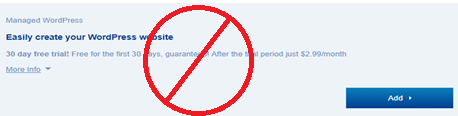 Managed WordPress
Easily create your WordPress website
30 day free trial! Free for the first 30 days, guaranteed! After the trial period just $2.99/month
More Info
Add